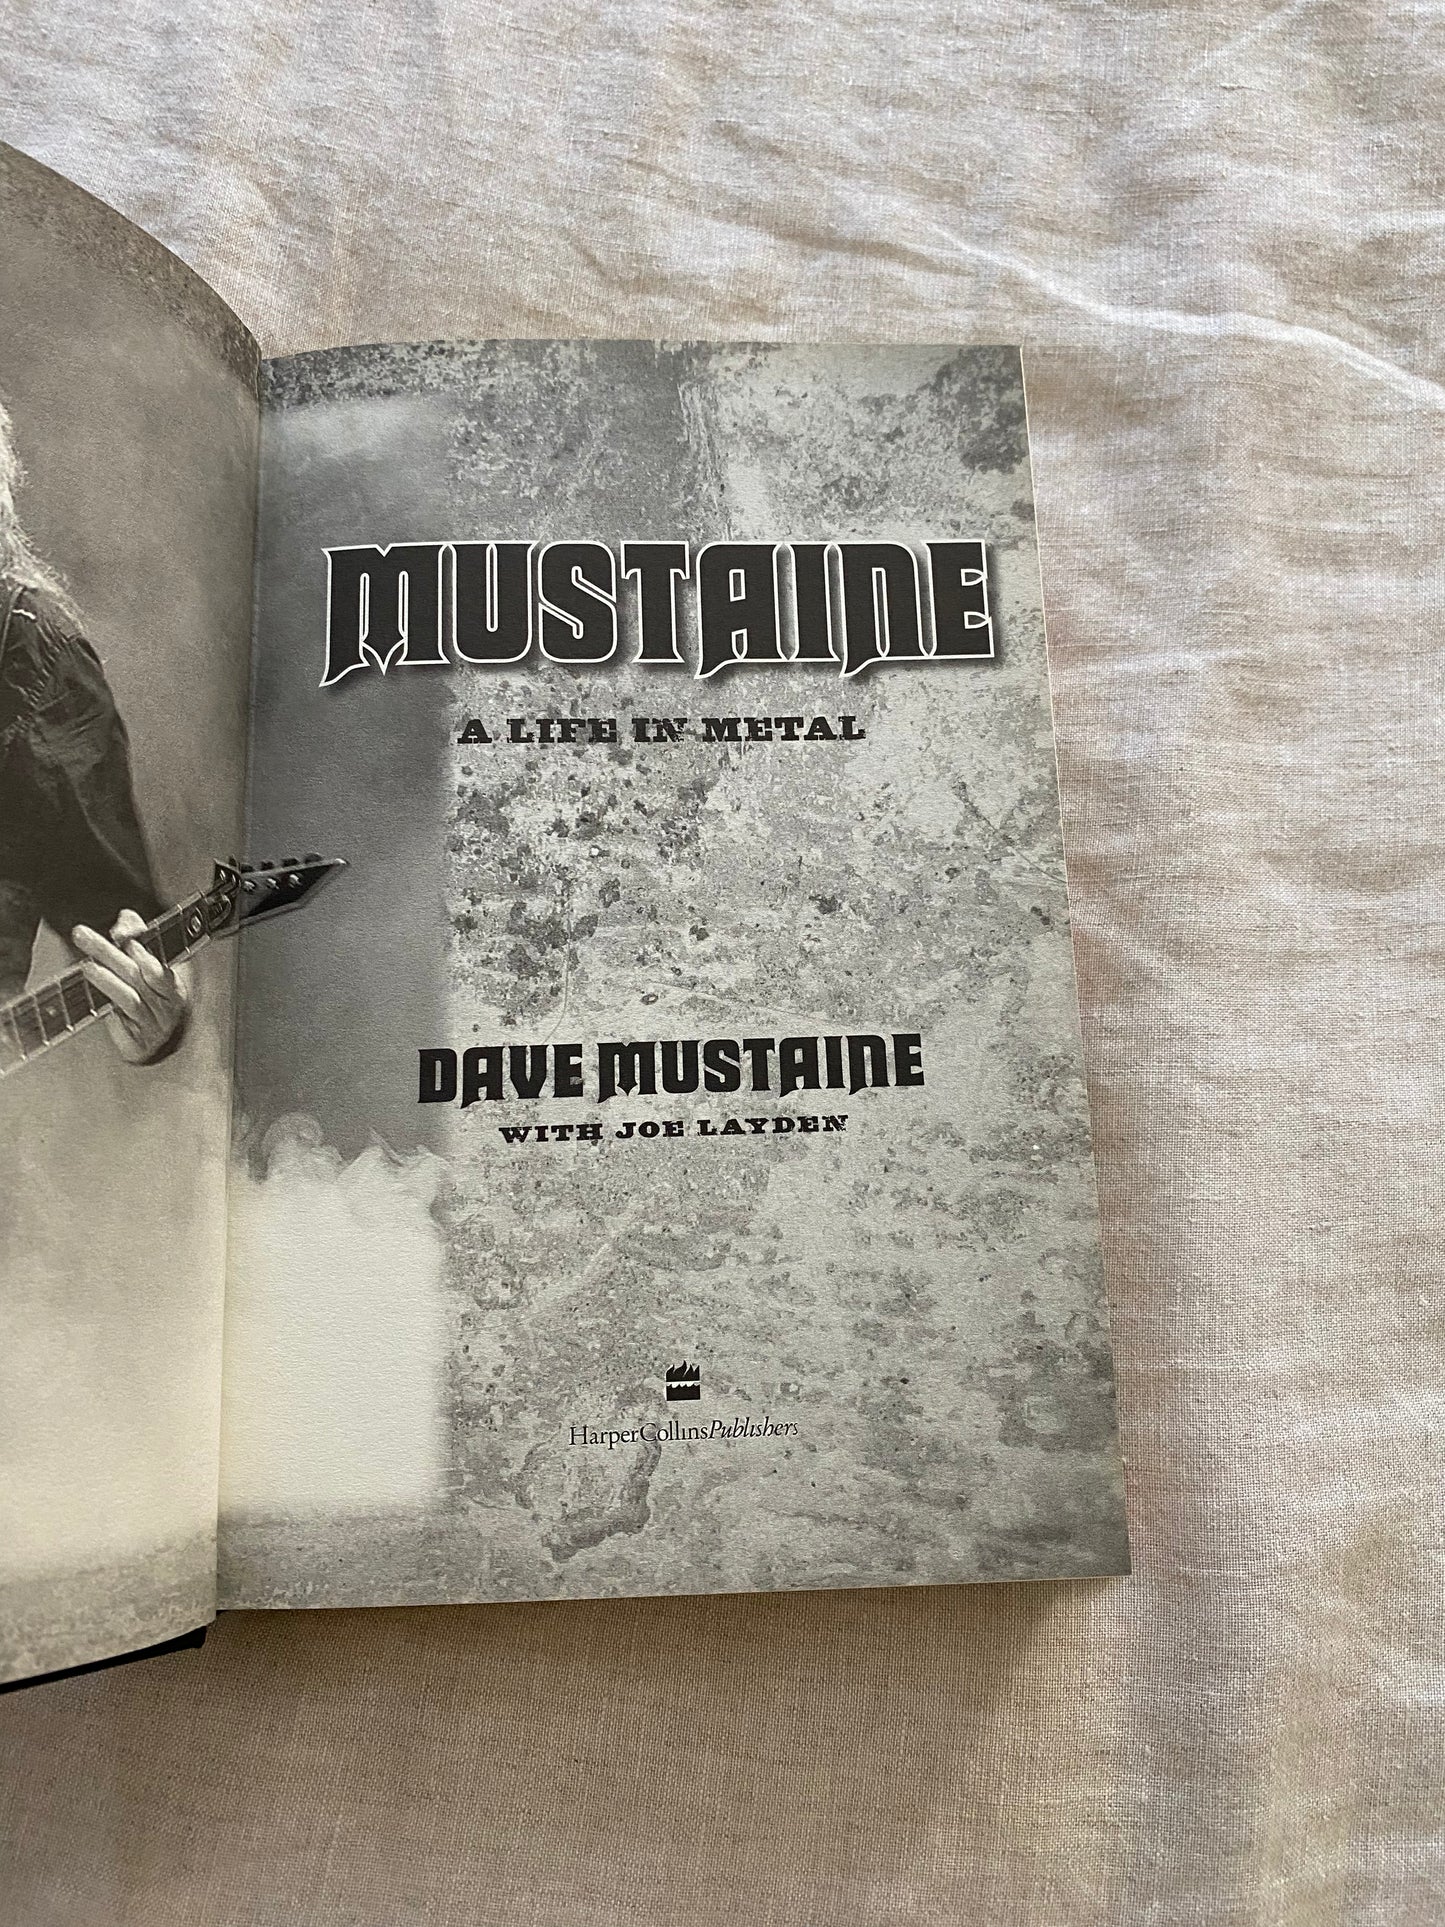 MUSTAINE
A LIFE IN METAL
DAVE MUSTAINE
WITH JOE LAYDEN
HarperCollinsPublishers